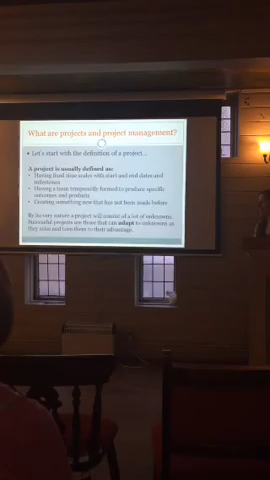 What are projects and project management?
• Let's start with the definition of a project...
A project is usually defined as:
• Having fixed time scales with start and end dates and
milestones
• Having a team temporarily formed to produce specific
outcomes and products
• Creating something new that has not been made before
By its very nature a project will consist of a lot of unknowns.
Successful projects are those that can adapt to unknowns as
they arise and turn them to their advantage.